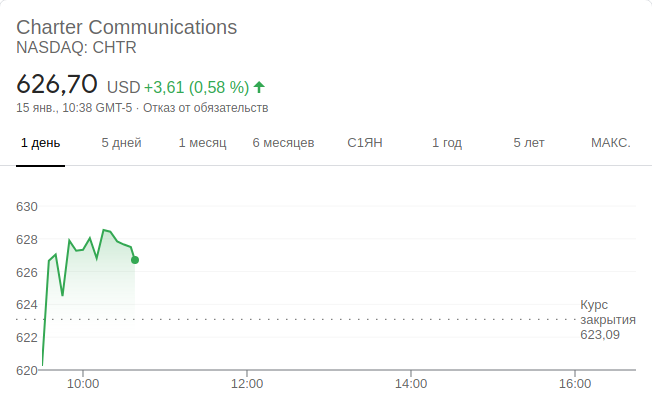 Charter Communications
NASDAQ: CHTR
626,70 USD +3,61 (0,58 %)
15 янв., 10:38 GMT-5 · Отказ от обязательств
1 день 5 дней 1 месяц 6 месяцев С1ЯН 1 год 5 лет МАКС.
630
628
626
624
622
620
Курс
закрытия
623,09
10:00 12:00 14:00 16:00